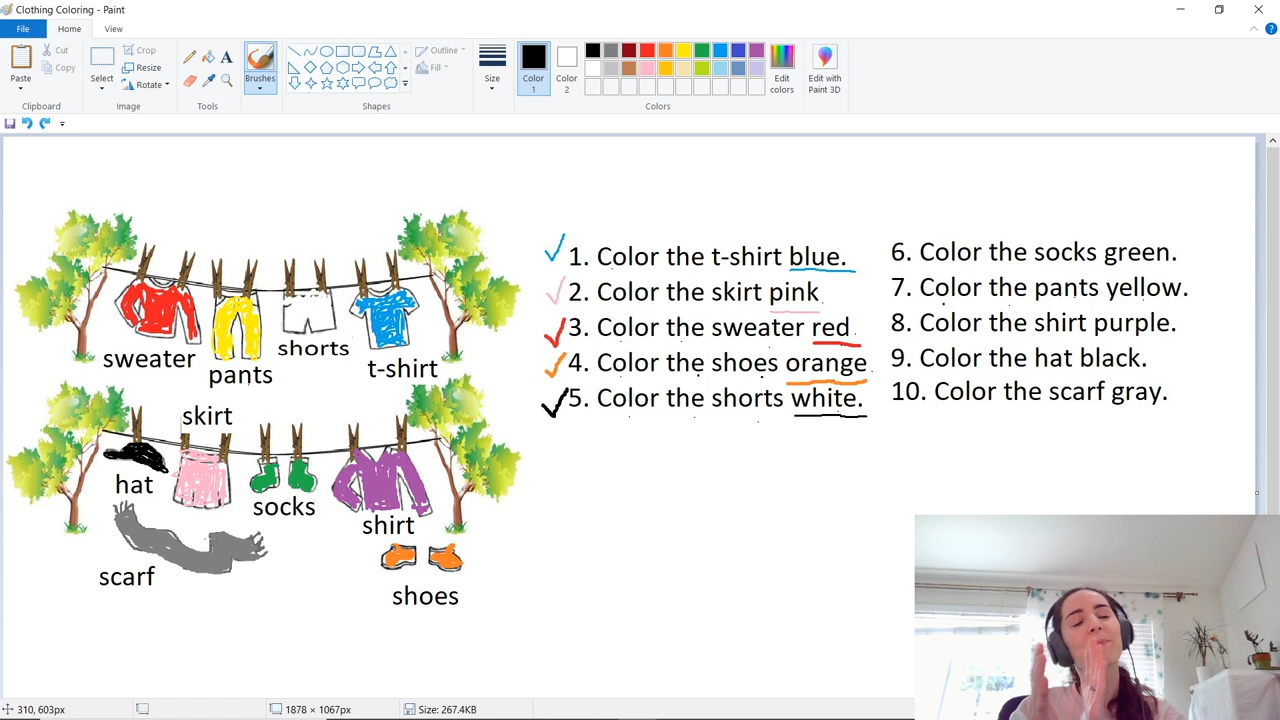 Clothing Coloring - Paint
File
Home
View
Paste
Cut
Copy
Clipboard
Select
Crop
Resize
Rotate
Image
Tools
Brushes
Shapes
Outline
Fill
Size
Color
1
Color
2
Colors
Edit
colors
Edit with
Paint 3D
sweater
pants
shorts
t-shirt
skirt
hat
socks
shirt
scarf
shoes
1. Color the t-shirt blue.
2. Color the skirt pink
3. Color the sweater red
4. Color the shoes orange
5. Color the shorts white.
6. Color the socks green.
7. Color the pants yellow.
8. Color the shirt purple.
9. Color the hat black.
10. Color the scarf gray.
310, 603px
1878 × 1067px
Size: 267.4KB